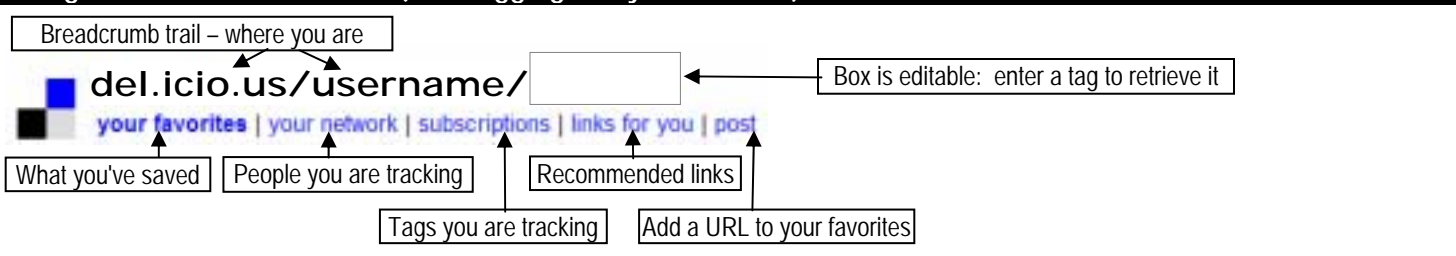 Breadcrumb trail – where you are
del.icio.us/username/
Box is editable: enter a tag to retrieve it
your favorites | your network | subscriptions | links for you | post
What you've saved
People you are tracking
Recommended links
Tags you are tracking
Add a URL to your favorites